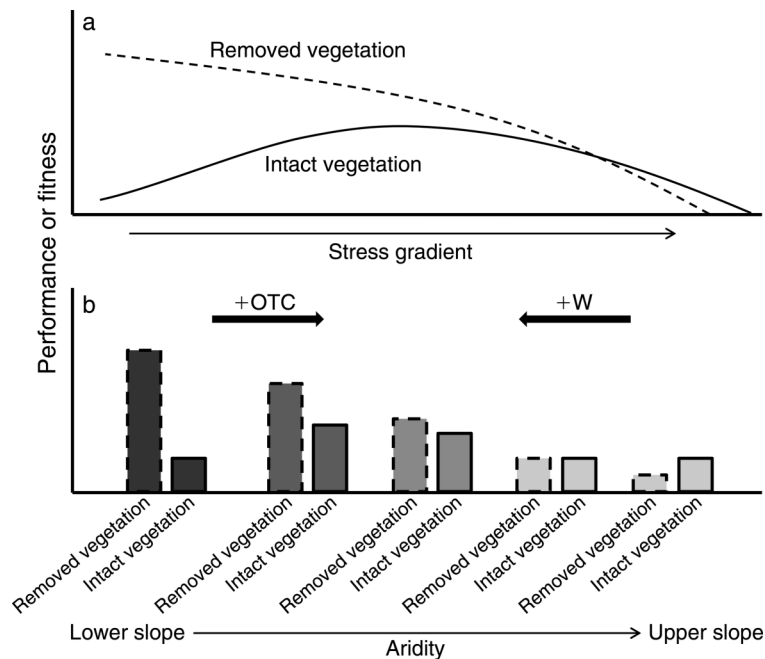 a
Removed vegetation
Intact vegetation
Stress gradient
Performance or fitness
b
+OTC
+W
Removed vegetation
Intact vegetation
Removed vegetation
Intact vegetation
Removed vegetation
Intact vegetation
Removed vegetation
Intact vegetation
Removed vegetation
Intact vegetation
Lower slope
Aridity
Upper slope